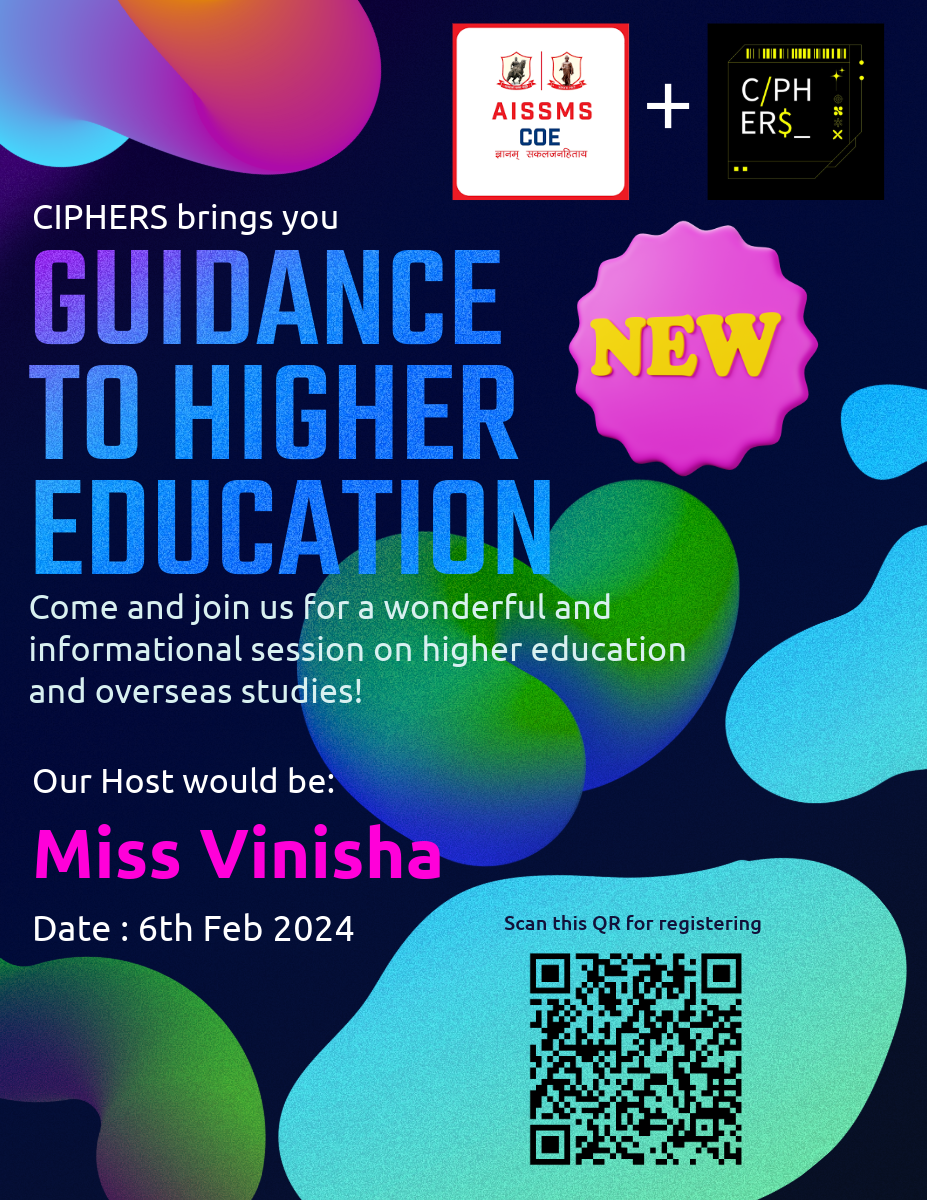 AISSMS
COE
ज्ञानम् सकलजनहिताय
+
C/PH
ER$_
CIPHERS brings you
GUIDANCE
TO HIGHER
EDUCATION
NEW
Come and join us for a wonderful and
informational session on higher education
and overseas studies!
Our Host would be:
Miss Vinisha
Date : 6th Feb 2024
Scan this QR for registering